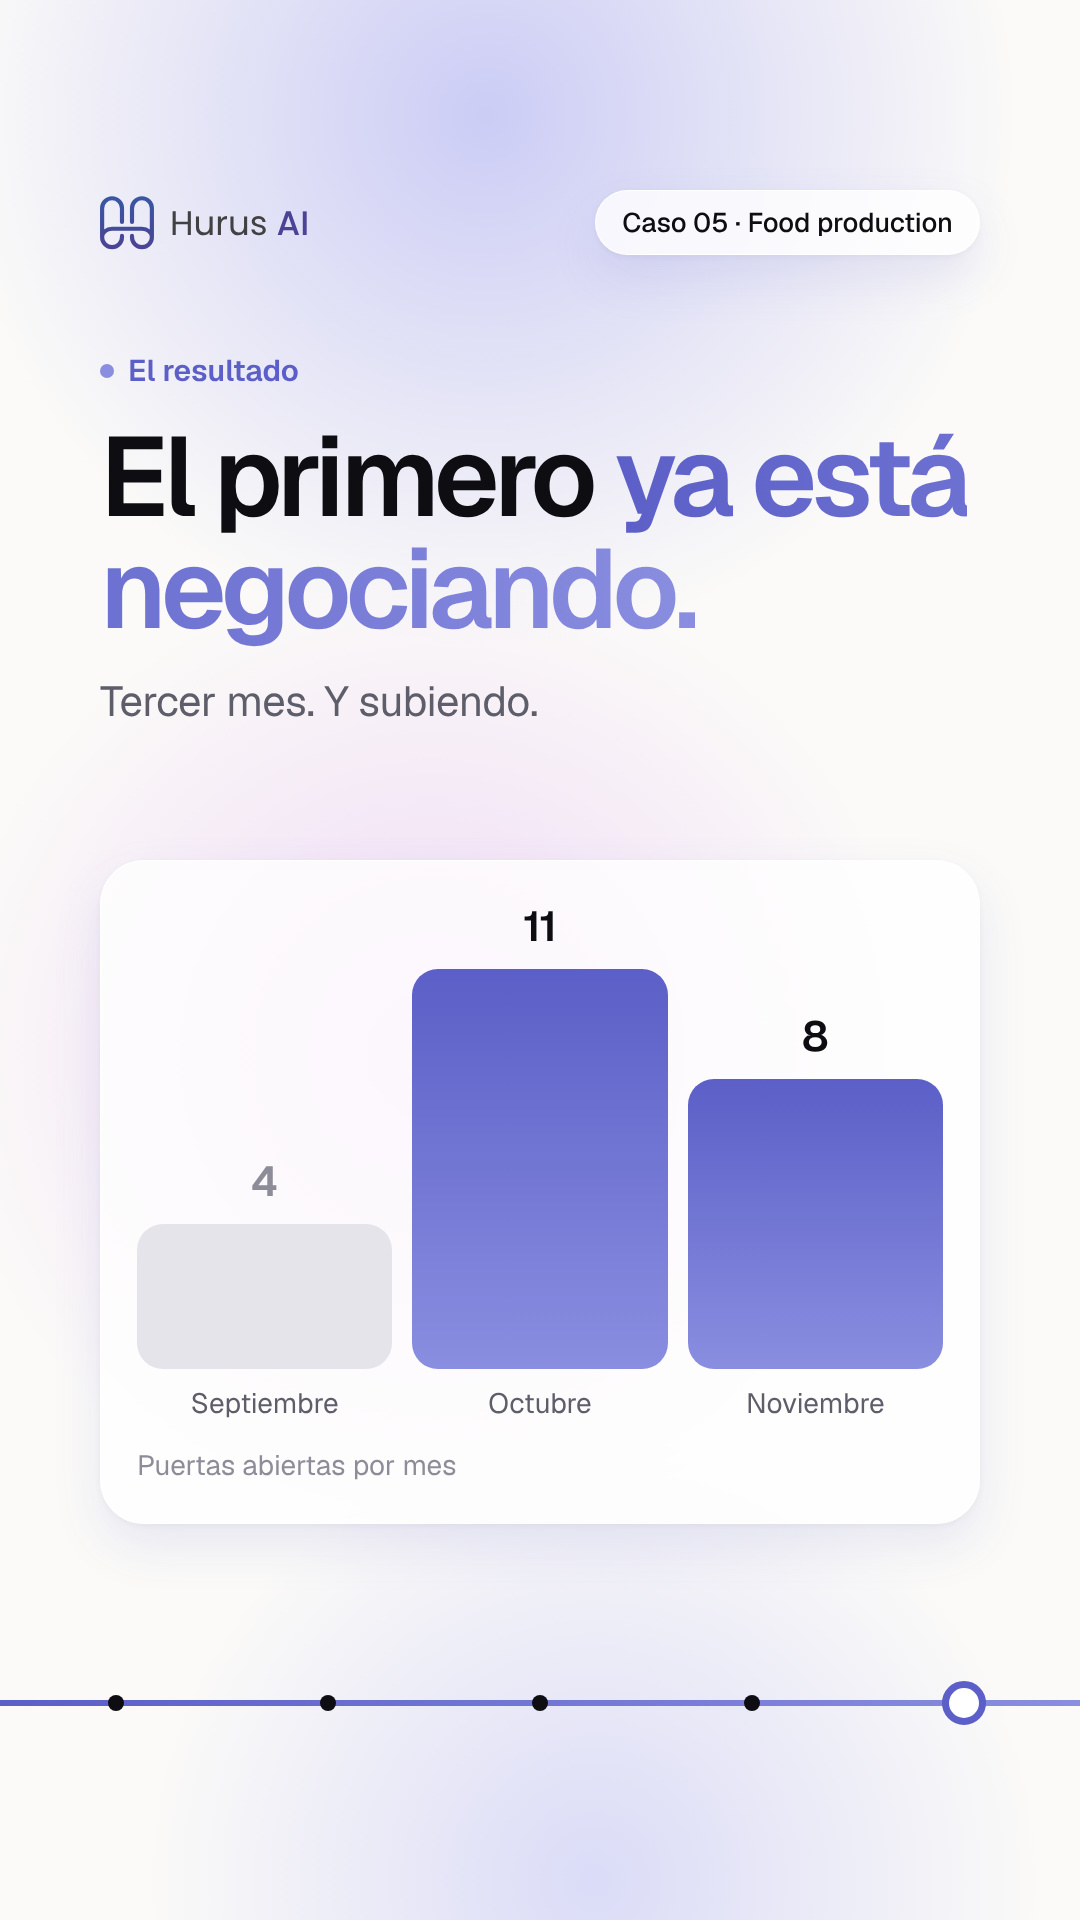 Hurus AI
Caso 05 · Food production
El resultado
El primero ya está
negociando.
Tercer mes. Y subiendo.
11
8
4
Septiembre
Octubre
Noviembre
Puertas abiertas por mes